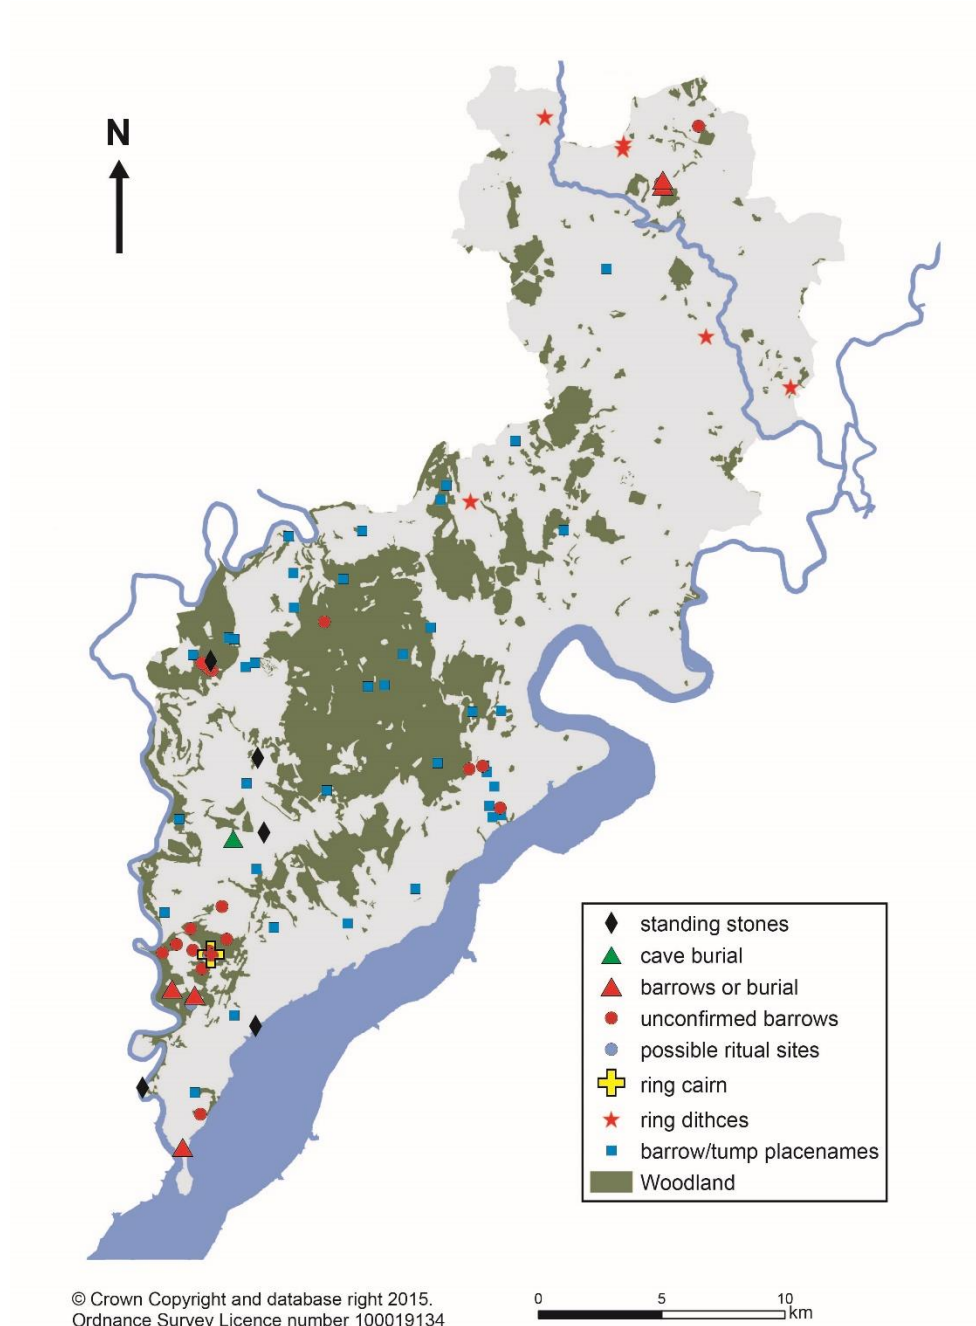 N
standing stones
cave burial
barrows or burial
unconfirmed barrows
possible ritual sites
ring cairn
ring dithces
barrow/tump placenames
Woodland
© Crown Copyright and database right 2015.
Ordnance Survey Licence number 100019134
0 5 10
km